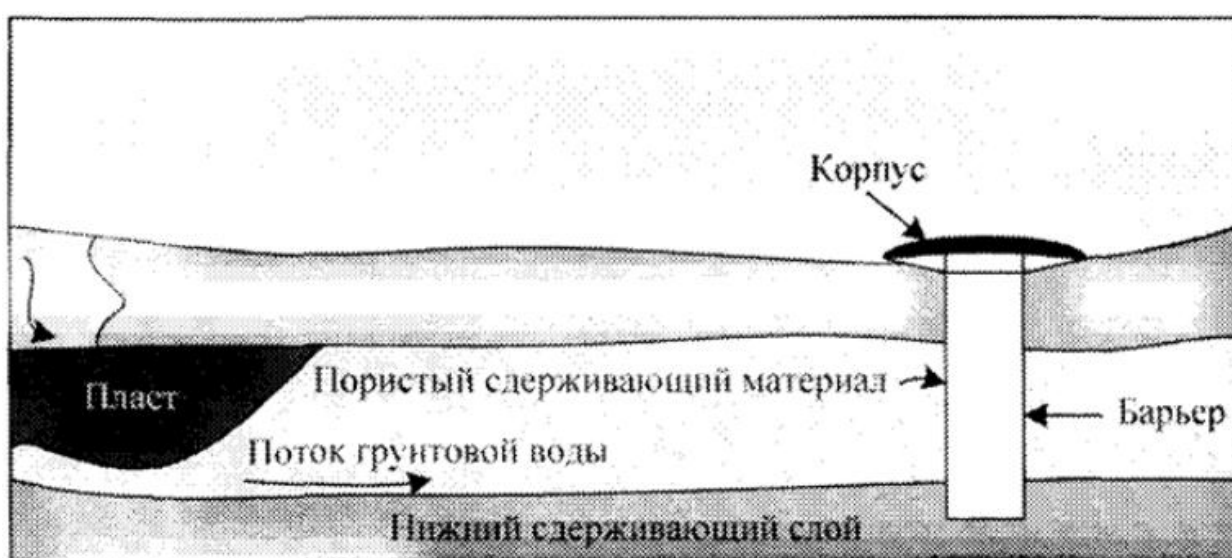 Корпус
Пласт
Пористый сдерживающий материал
Барьер
Поток грунтовой воды
Нижний сдерживающий слой